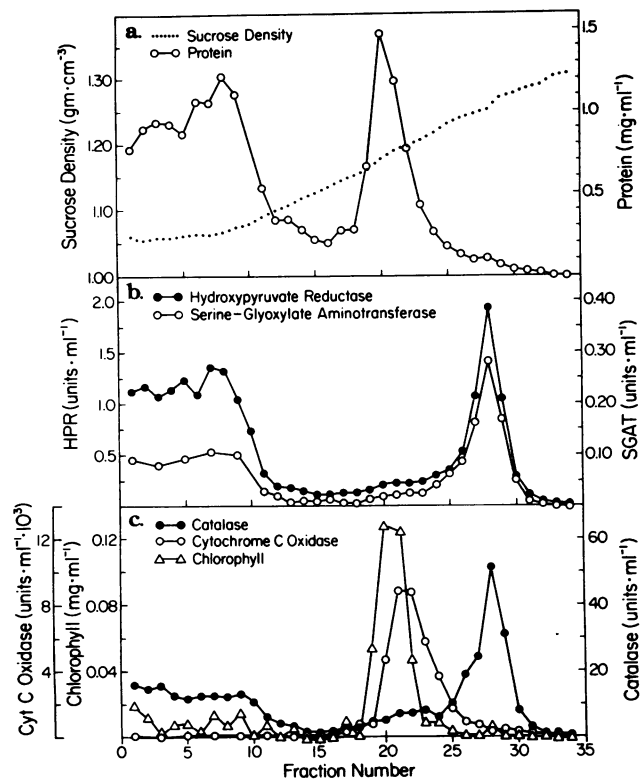 a.
Sucrose Density
Protein
Sucrose Density (gm·cm⁻³)
1.30
1.20
1.10
1.00
Protein (mg·ml⁻¹)
1.5
1.0
0.5
b.
Hydroxypyruvate Reductase
Serine-Glyoxylate Aminotransferase
HPR (units·ml⁻¹)
2.0
1.5
1.0
0.5
SGAT (units·ml⁻¹)
0.40
0.30
0.20
0.10
c.
Catalase
Cytochrome C Oxidase
Chlorophyll
Cyt C Oxidase (units·ml⁻¹·10³)
12
8
4
Chlorophyll (mg·ml⁻¹)
0.12
0.08
0.04
Catalase (units·ml⁻¹)
60
40
20
0 5 10 15 20 25 30 35
Fraction Number